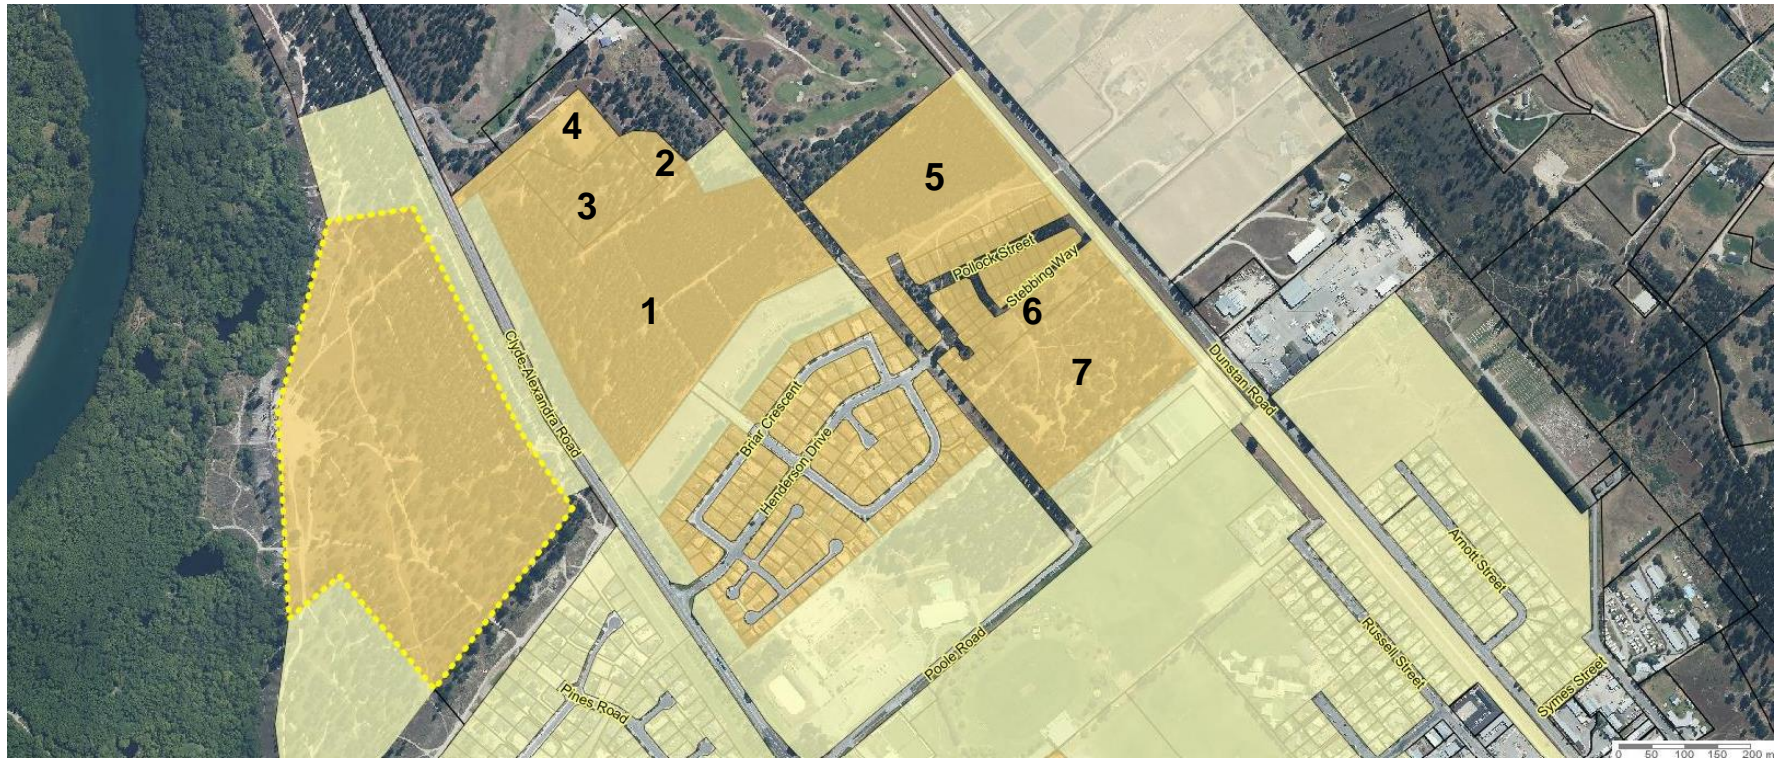 4
2
5
3
Pollock Street
Stebbing Way
1
6
Clyde-Alexandra Road
Dunstan Road
7
Briar Crescent
Henderson Drive
Arnott Street
Poole Road
Russell Street
Symes Street
Pines Road
0 50 100 150 200 m